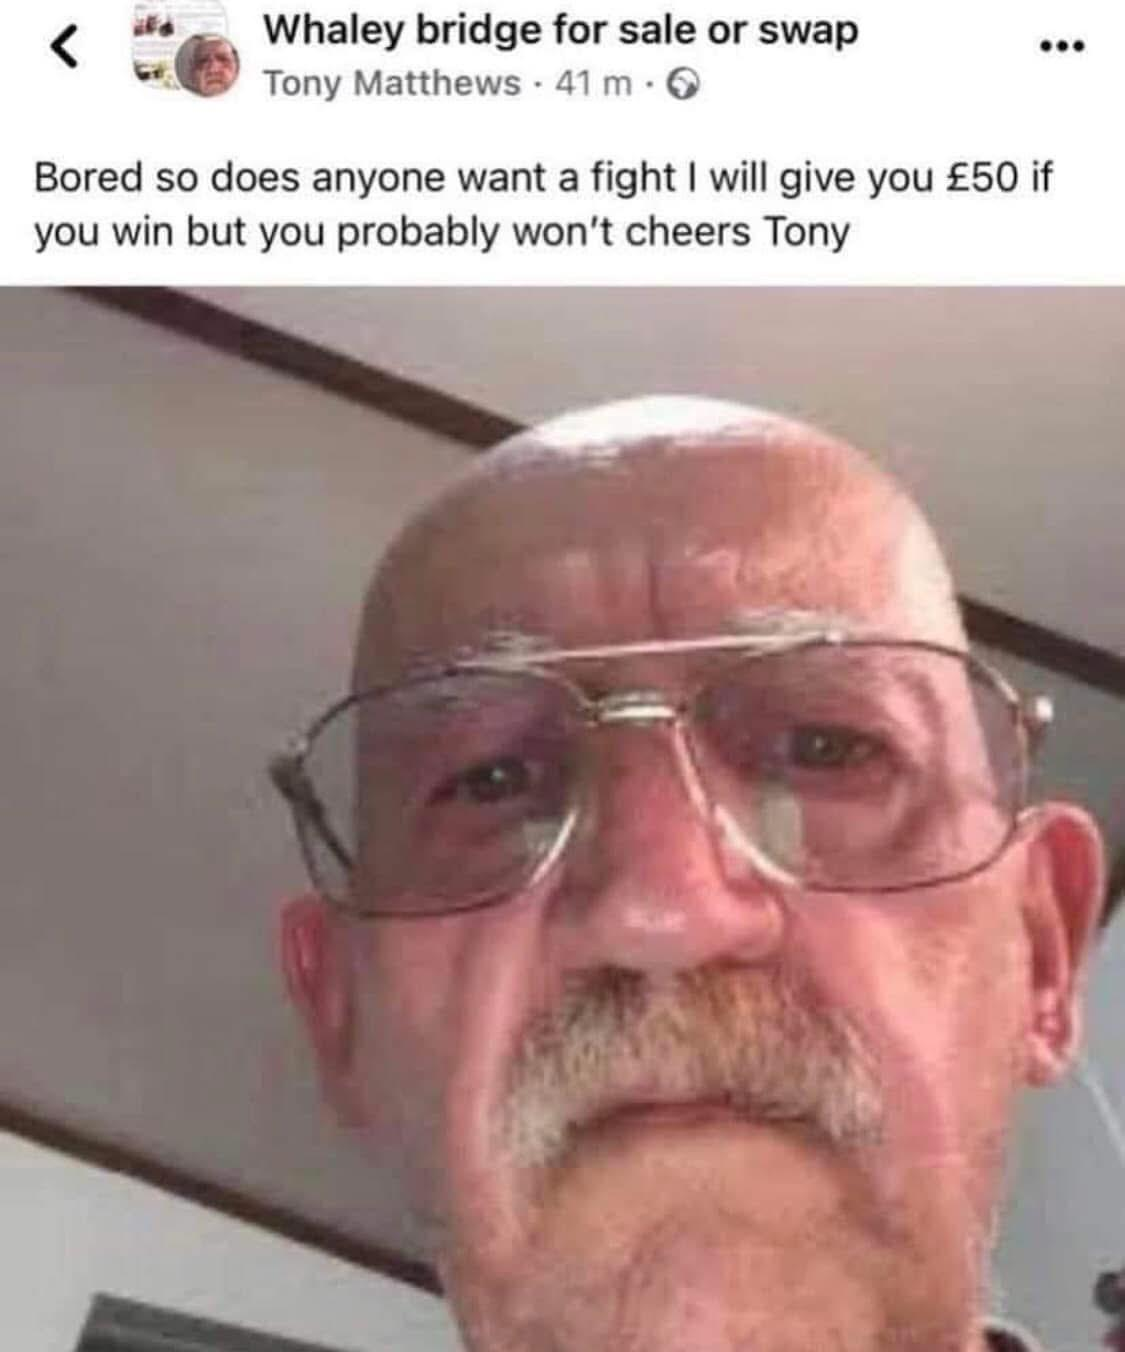 Whaley bridge for sale or swap
Tony Matthews · 41 m ·
Bored so does anyone want a fight I will give you £50 if
you win but you probably won't cheers Tony